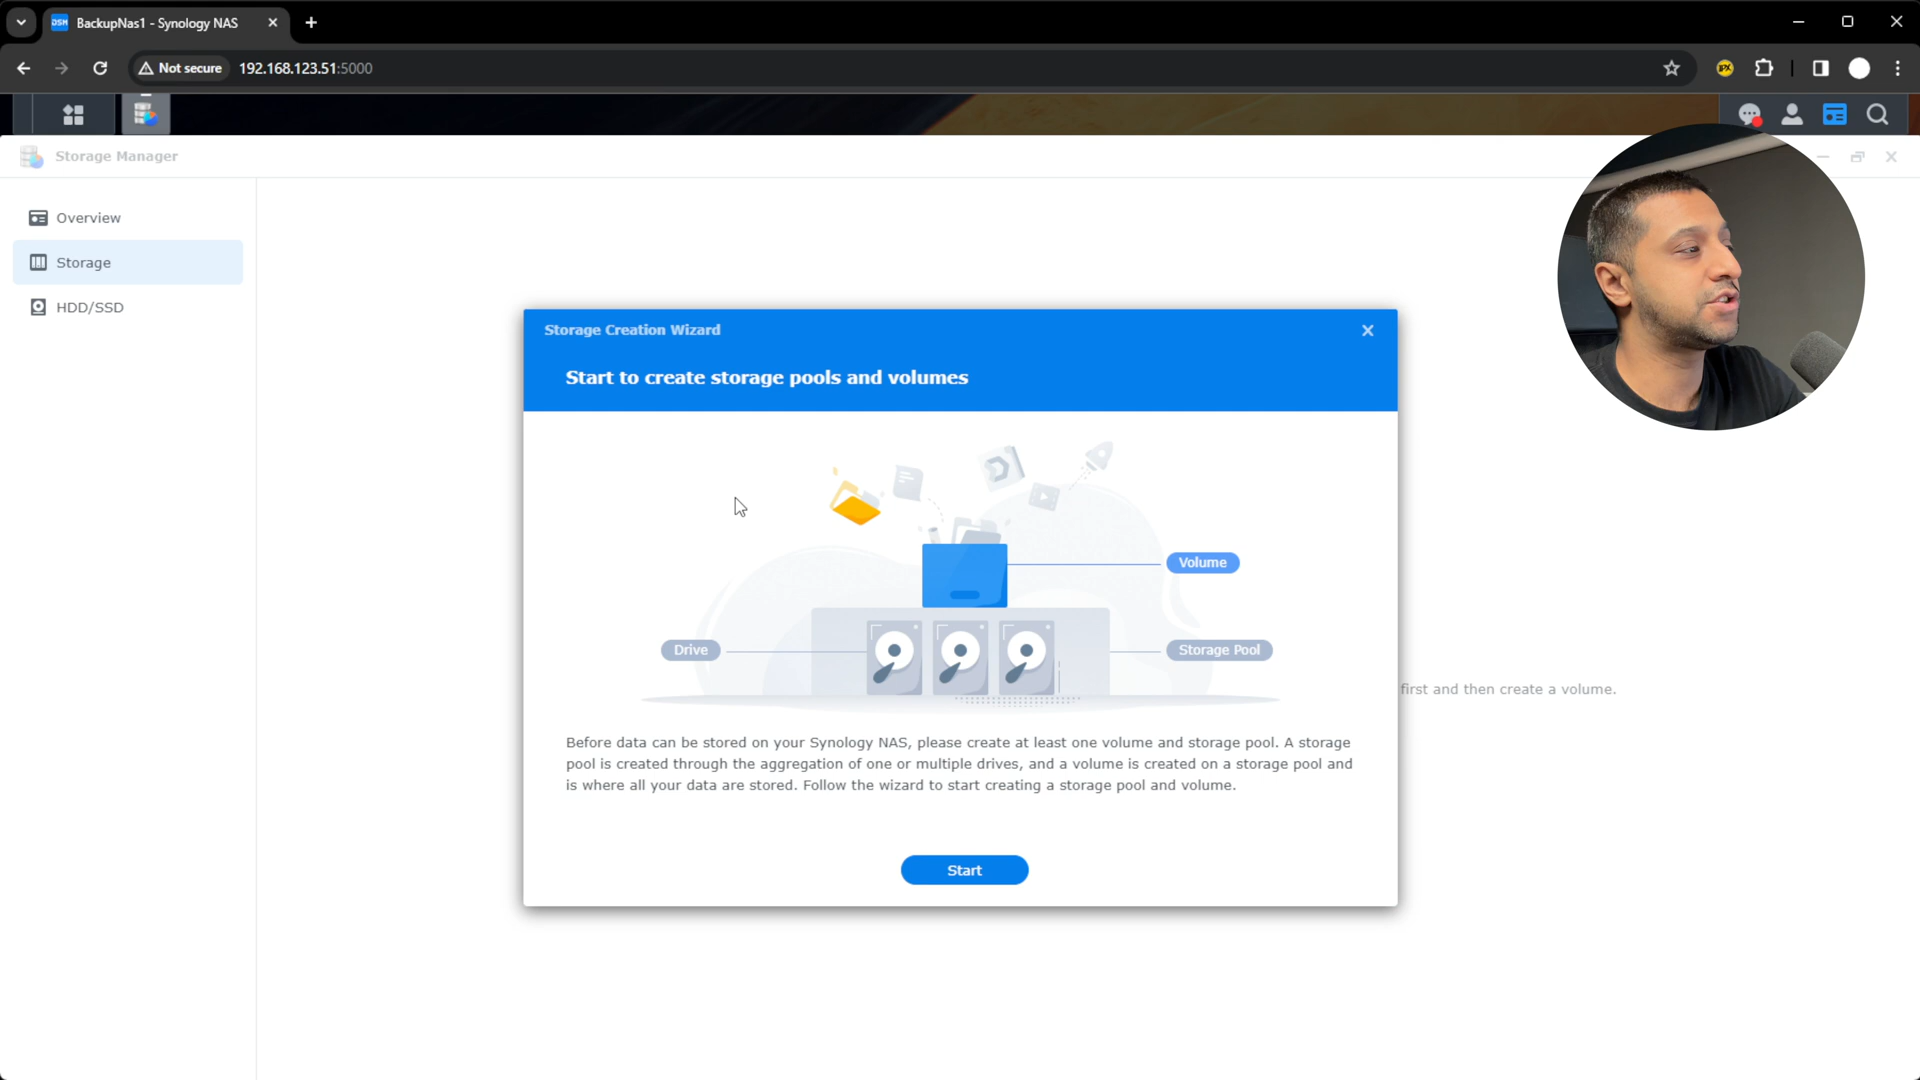 DSM BackupNas1 - Synology NAS
Not secure 192.168.123.51:5000
IPX
Storage Manager
Overview
Storage
HDD/SSD
Storage Creation Wizard
Start to create storage pools and volumes
Volume
Drive
Storage Pool
first and then create a volume.
Before data can be stored on your Synology NAS, please create at least one volume and storage pool. A storage
pool is created through the aggregation of one or multiple drives, and a volume is created on a storage pool and
is where all your data are stored. Follow the wizard to start creating a storage pool and volume.
Start